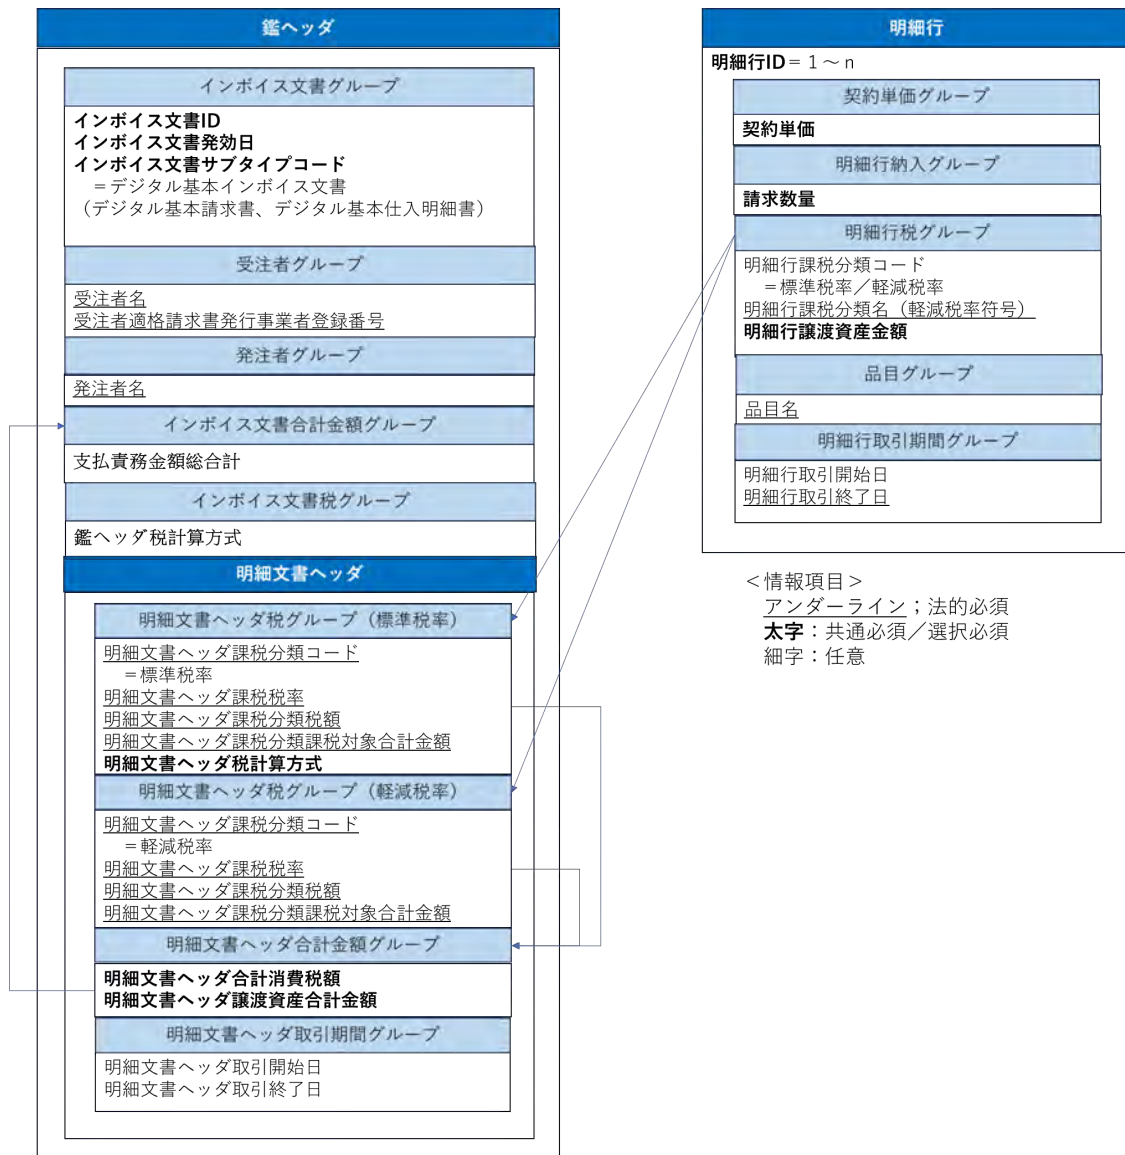 鑑ヘッダ
インボイス文書グループ
インボイス文書ID
インボイス文書発効日
インボイス文書サブタイプコード
＝デジタル基本インボイス文書
（デジタル基本請求書、デジタル基本仕入明細書）
受注者グループ
受注者名
受注者適格請求書発行事業者登録番号
発注者グループ
発注者名
インボイス文書合計金額グループ
支払責務金額総合計
インボイス文書税グループ
鑑ヘッダ税計算方式
明細文書ヘッダ
明細文書ヘッダ税グループ（標準税率）
明細文書ヘッダ課税分類コード
＝標準税率
明細文書ヘッダ課税税率
明細文書ヘッダ課税分類税額
明細文書ヘッダ課税分類課税対象合計金額
明細文書ヘッダ税計算方式
明細文書ヘッダ税グループ（軽減税率）
明細文書ヘッダ課税分類コード
＝軽減税率
明細文書ヘッダ課税税率
明細文書ヘッダ課税分類税額
明細文書ヘッダ課税分類課税対象合計金額
明細文書ヘッダ合計金額グループ
明細文書ヘッダ合計消費税額
明細文書ヘッダ譲渡資産合計金額
明細文書ヘッダ取引期間グループ
明細文書ヘッダ取引開始日
明細文書ヘッダ取引終了日
明細行
明細行ID＝１～ｎ
契約単価グループ
契約単価
明細行納入グループ
請求数量
明細行税グループ
明細行課税分類コード
＝標準税率／軽減税率
明細行課税分類名（軽減税率符号）
明細行譲渡資産金額
品目グループ
品目名
明細行取引期間グループ
明細行取引開始日
明細行取引終了日
＜情報項目＞
アンダーライン；法的必須
太字：共通必須／選択必須
細字：任意